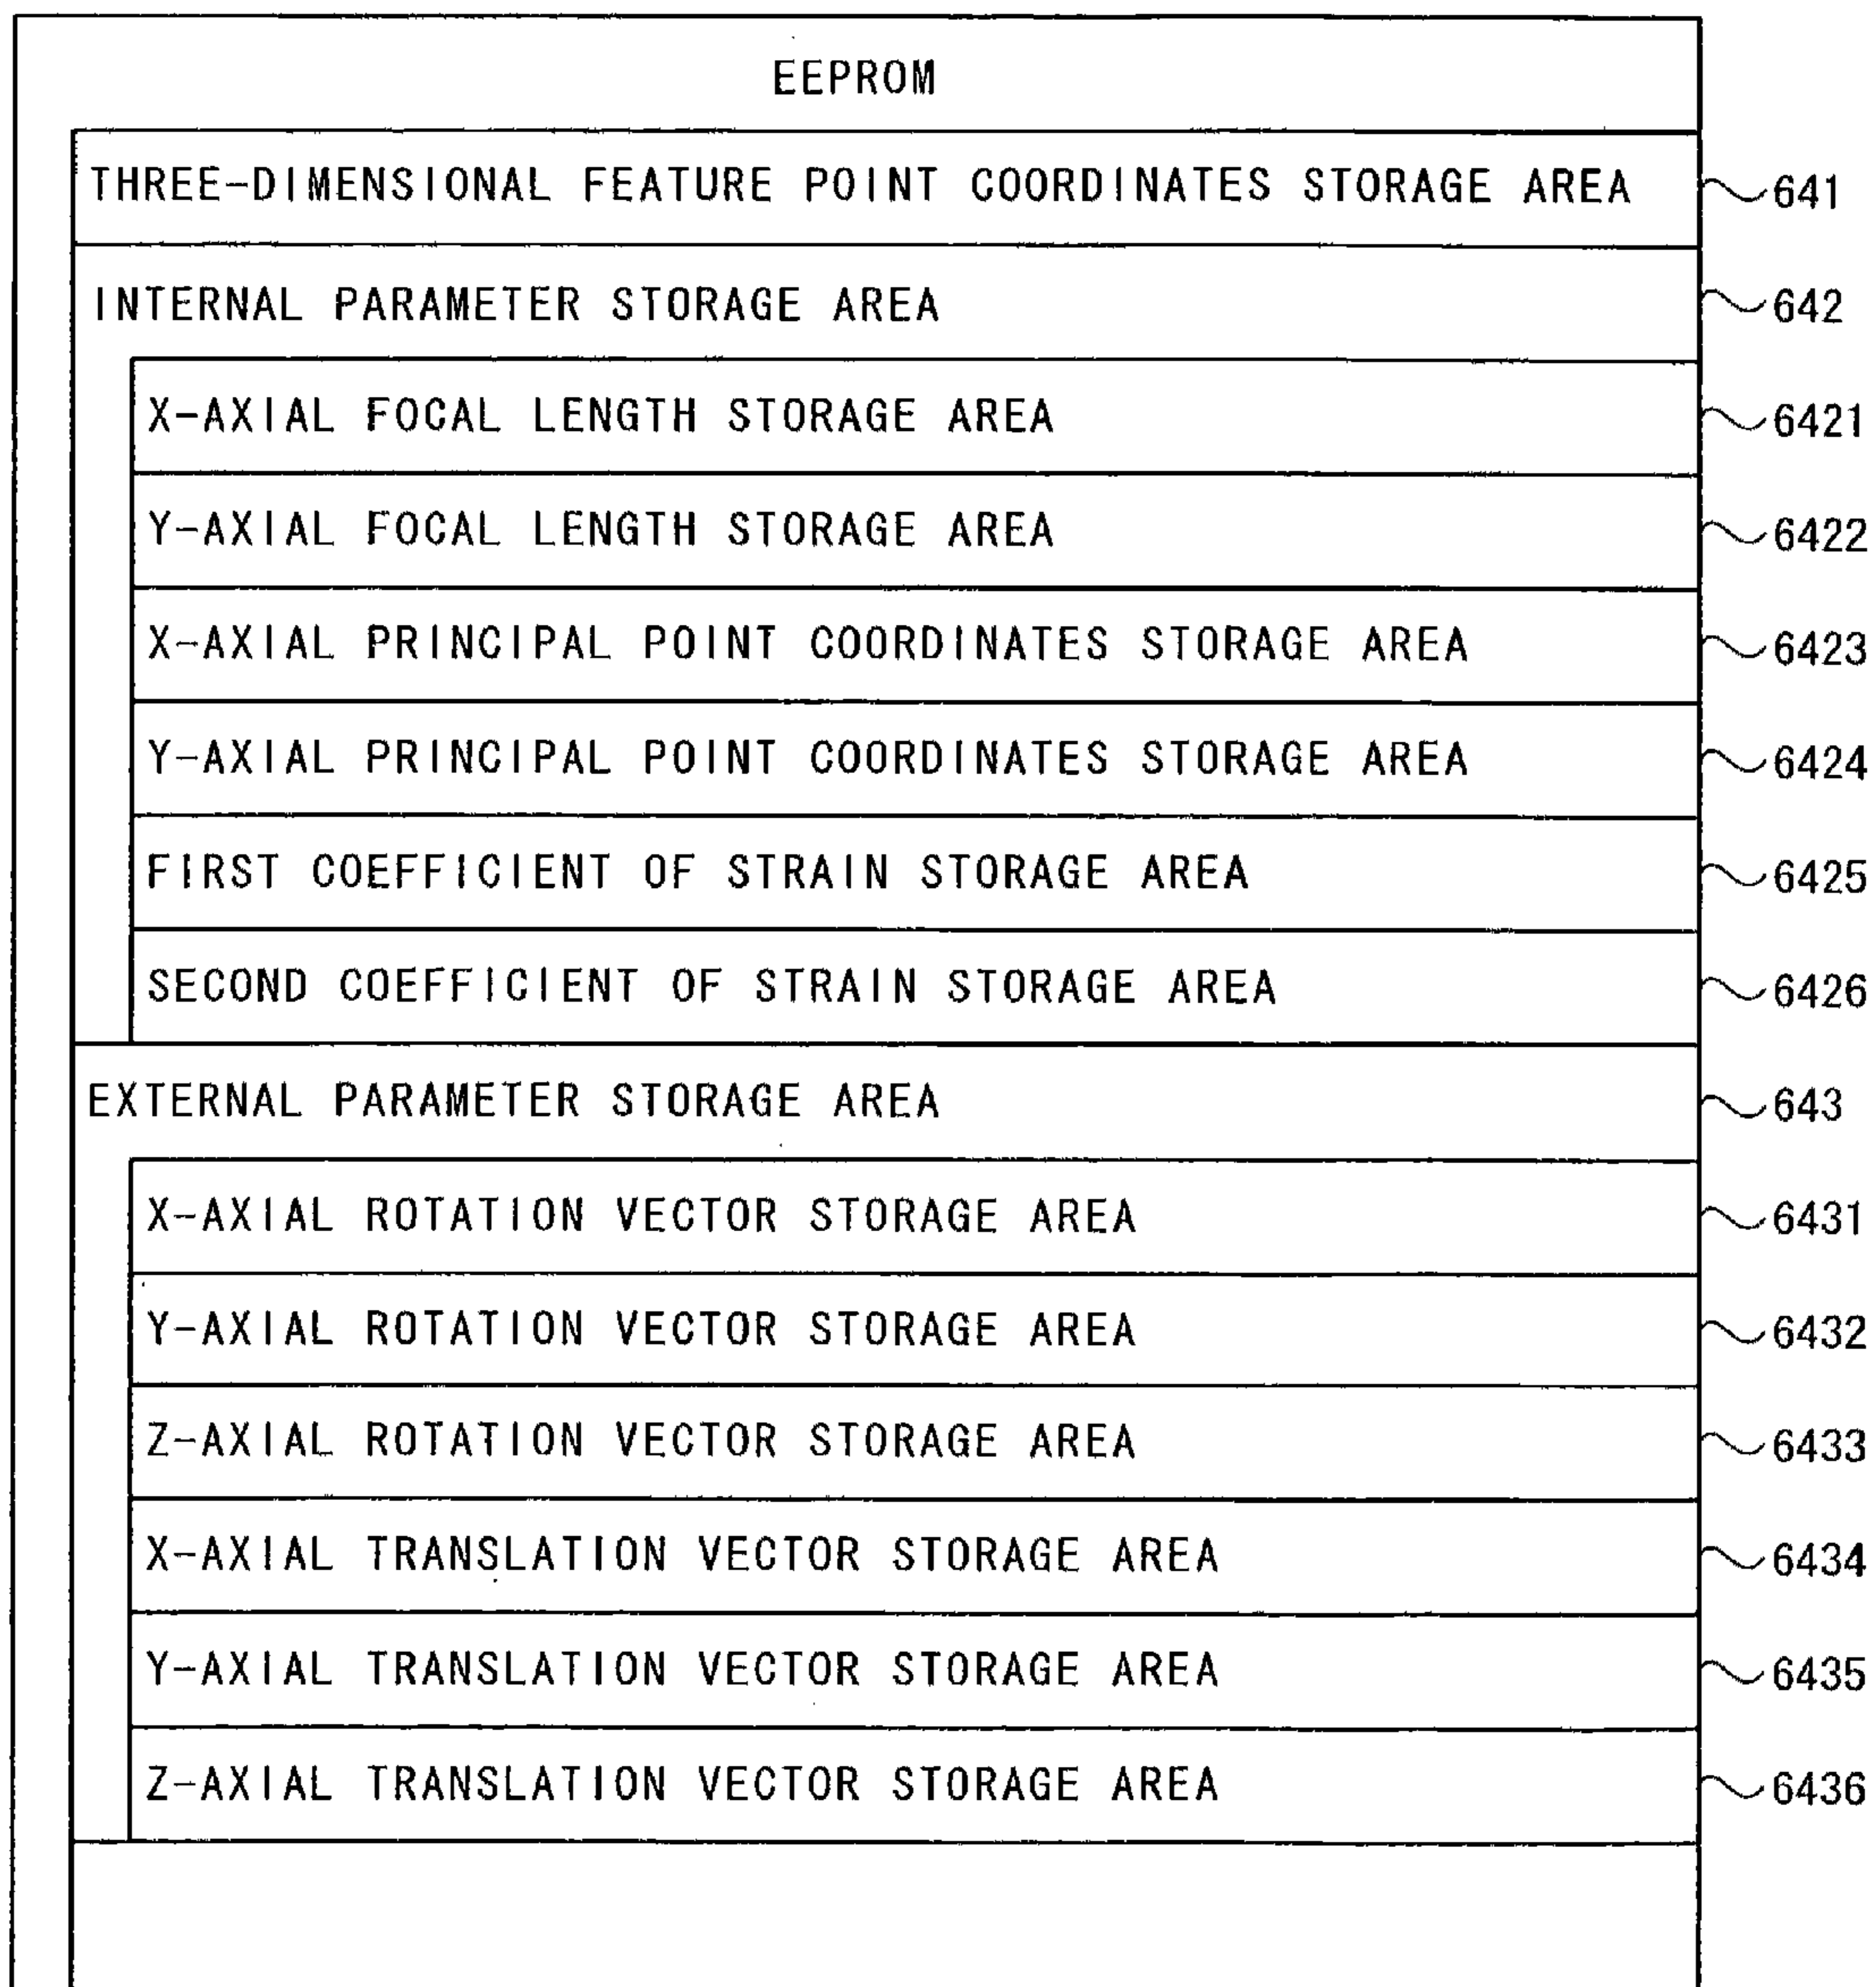 EEPROM
THREE-DIMENSIONAL FEATURE POINT COORDINATES STORAGE AREA 641
INTERNAL PARAMETER STORAGE AREA 642
X-AXIAL FOCAL LENGTH STORAGE AREA 6421
Y-AXIAL FOCAL LENGTH STORAGE AREA 6422
X-AXIAL PRINCIPAL POINT COORDINATES STORAGE AREA 6423
Y-AXIAL PRINCIPAL POINT COORDINATES STORAGE AREA 6424
FIRST COEFFICIENT OF STRAIN STORAGE AREA 6425
SECOND COEFFICIENT OF STRAIN STORAGE AREA 6426
EXTERNAL PARAMETER STORAGE AREA 643
X-AXIAL ROTATION VECTOR STORAGE AREA 6431
Y-AXIAL ROTATION VECTOR STORAGE AREA 6432
Z-AXIAL ROTATION VECTOR STORAGE AREA 6433
X-AXIAL TRANSLATION VECTOR STORAGE AREA 6434
Y-AXIAL TRANSLATION VECTOR STORAGE AREA 6435
Z-AXIAL TRANSLATION VECTOR STORAGE AREA 6436